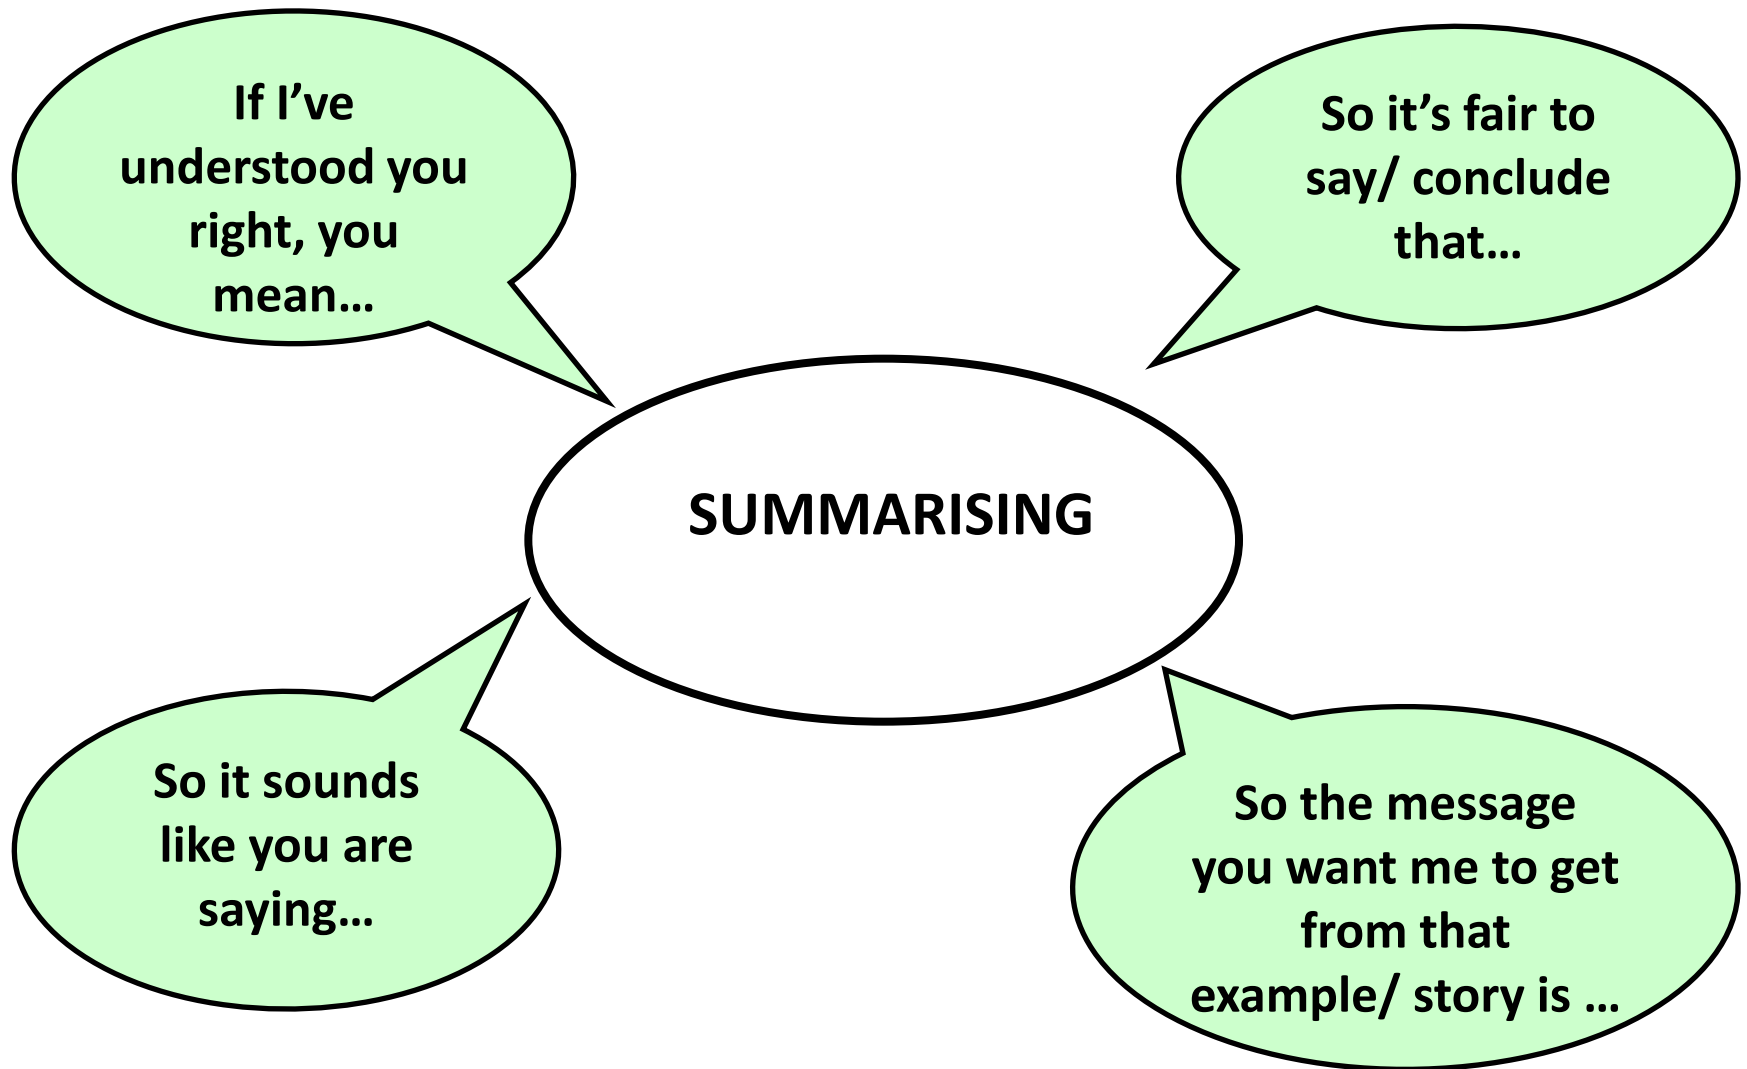 If I’ve
understood you
right, you
mean…
So it’s fair to
say/ conclude
that…
SUMMARISING
So it sounds
like you are
saying…
So the message
you want me to get
from that
example/ story is …